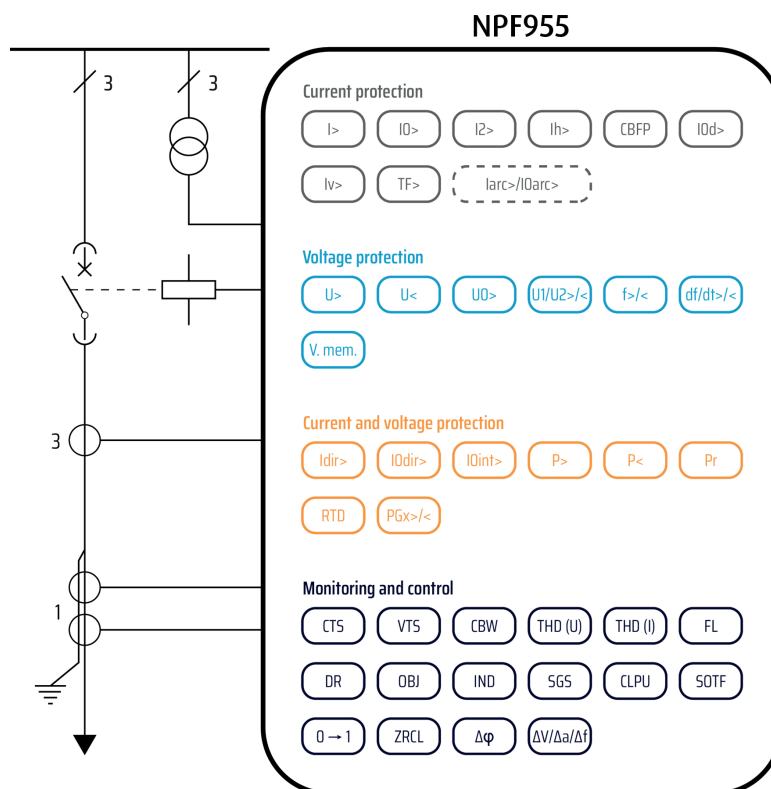 NPF955
3
3
Current protection
I> I0> I2> Ih> CBFP I0d>
Iv> TF> Iarc>/I0arc>
Voltage protection
U> U< U0> U1/U2>/< f>/< df/dt>/<
V. mem.
Current and voltage protection
3
Idir> I0dir> I0int> P> P< Pr
RTD PGx>/<
Monitoring and control
1
CTS VTS CBW THD (U) THD (I) FL
DR OBJ IND SGS CLPU SOTF
0 → 1 ZRCL Δφ ΔV/Δa/Δf